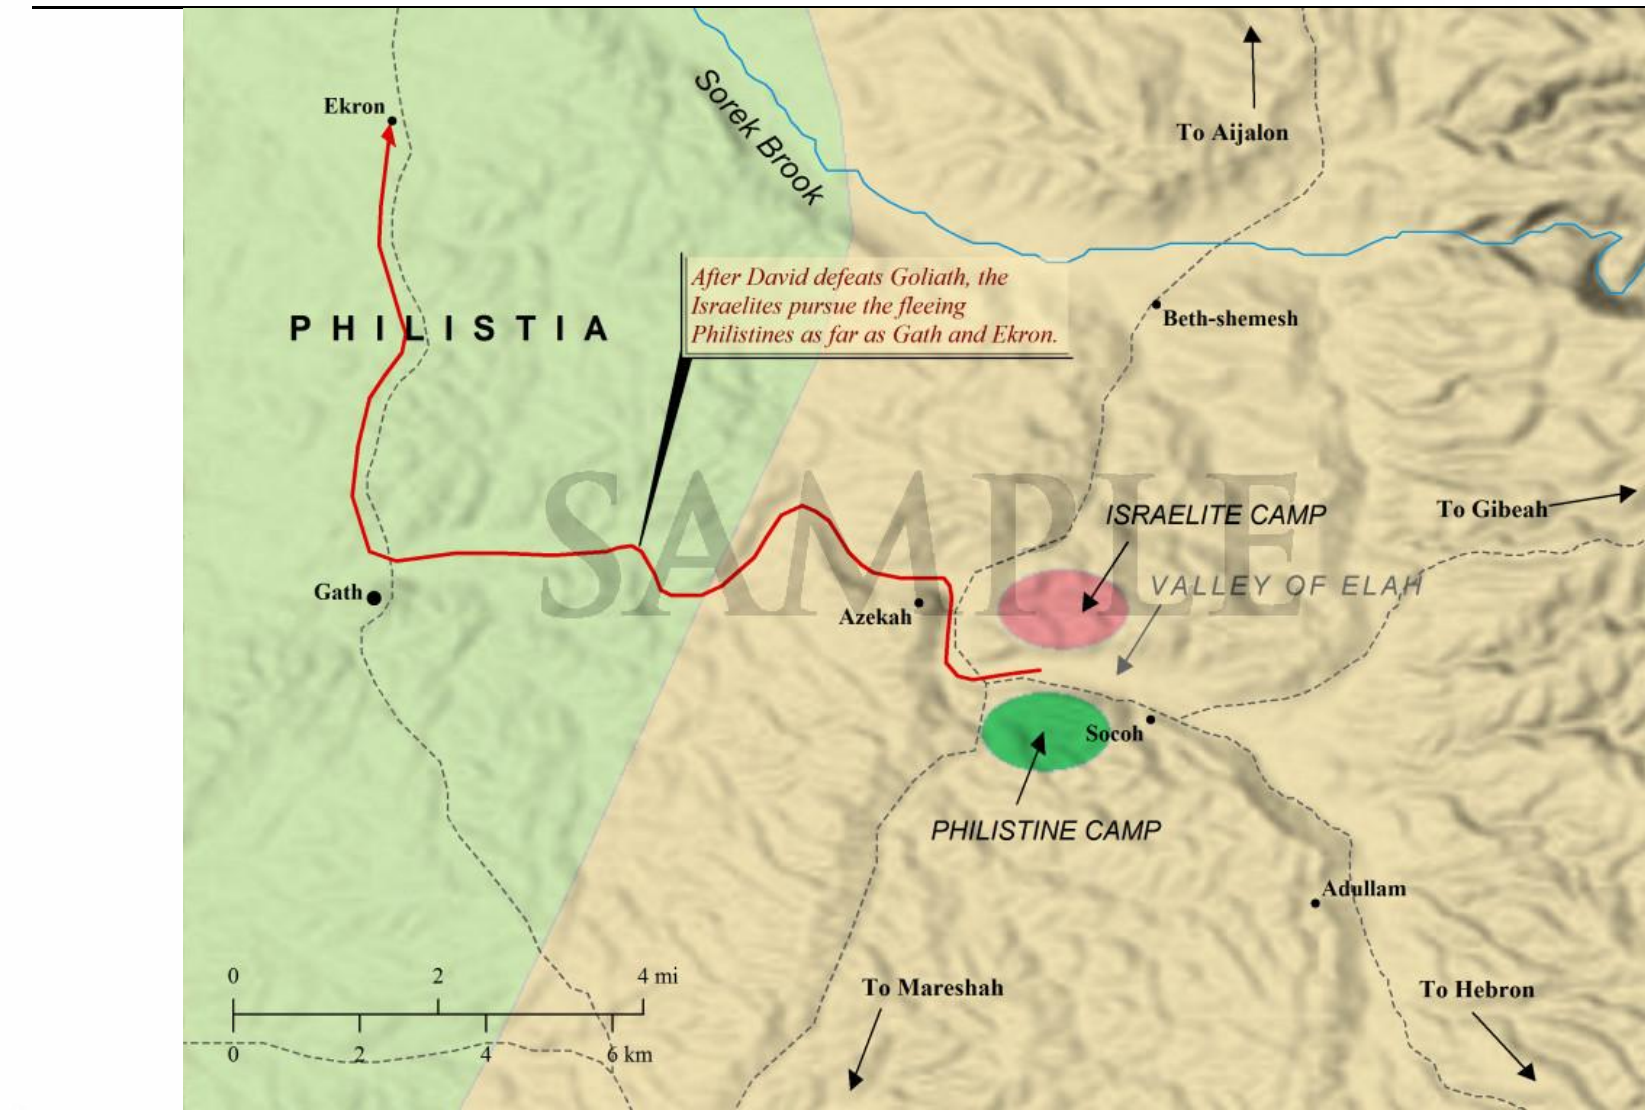 Ekron
Sorek Brook
To Aijalon
After David defeats Goliath, the
Israelites pursue the fleeing
Philistines as far as Gath and Ekron.
PHILISTIA
Beth-shemesh
SAMPLE
ISRAELITE CAMP
To Gibeah
VALLEY OF ELAH
Gath
Azekah
Socoh
PHILISTINE CAMP
Adullam
0 2 4 mi
To Mareshah
To Hebron
0 2 4 6 km